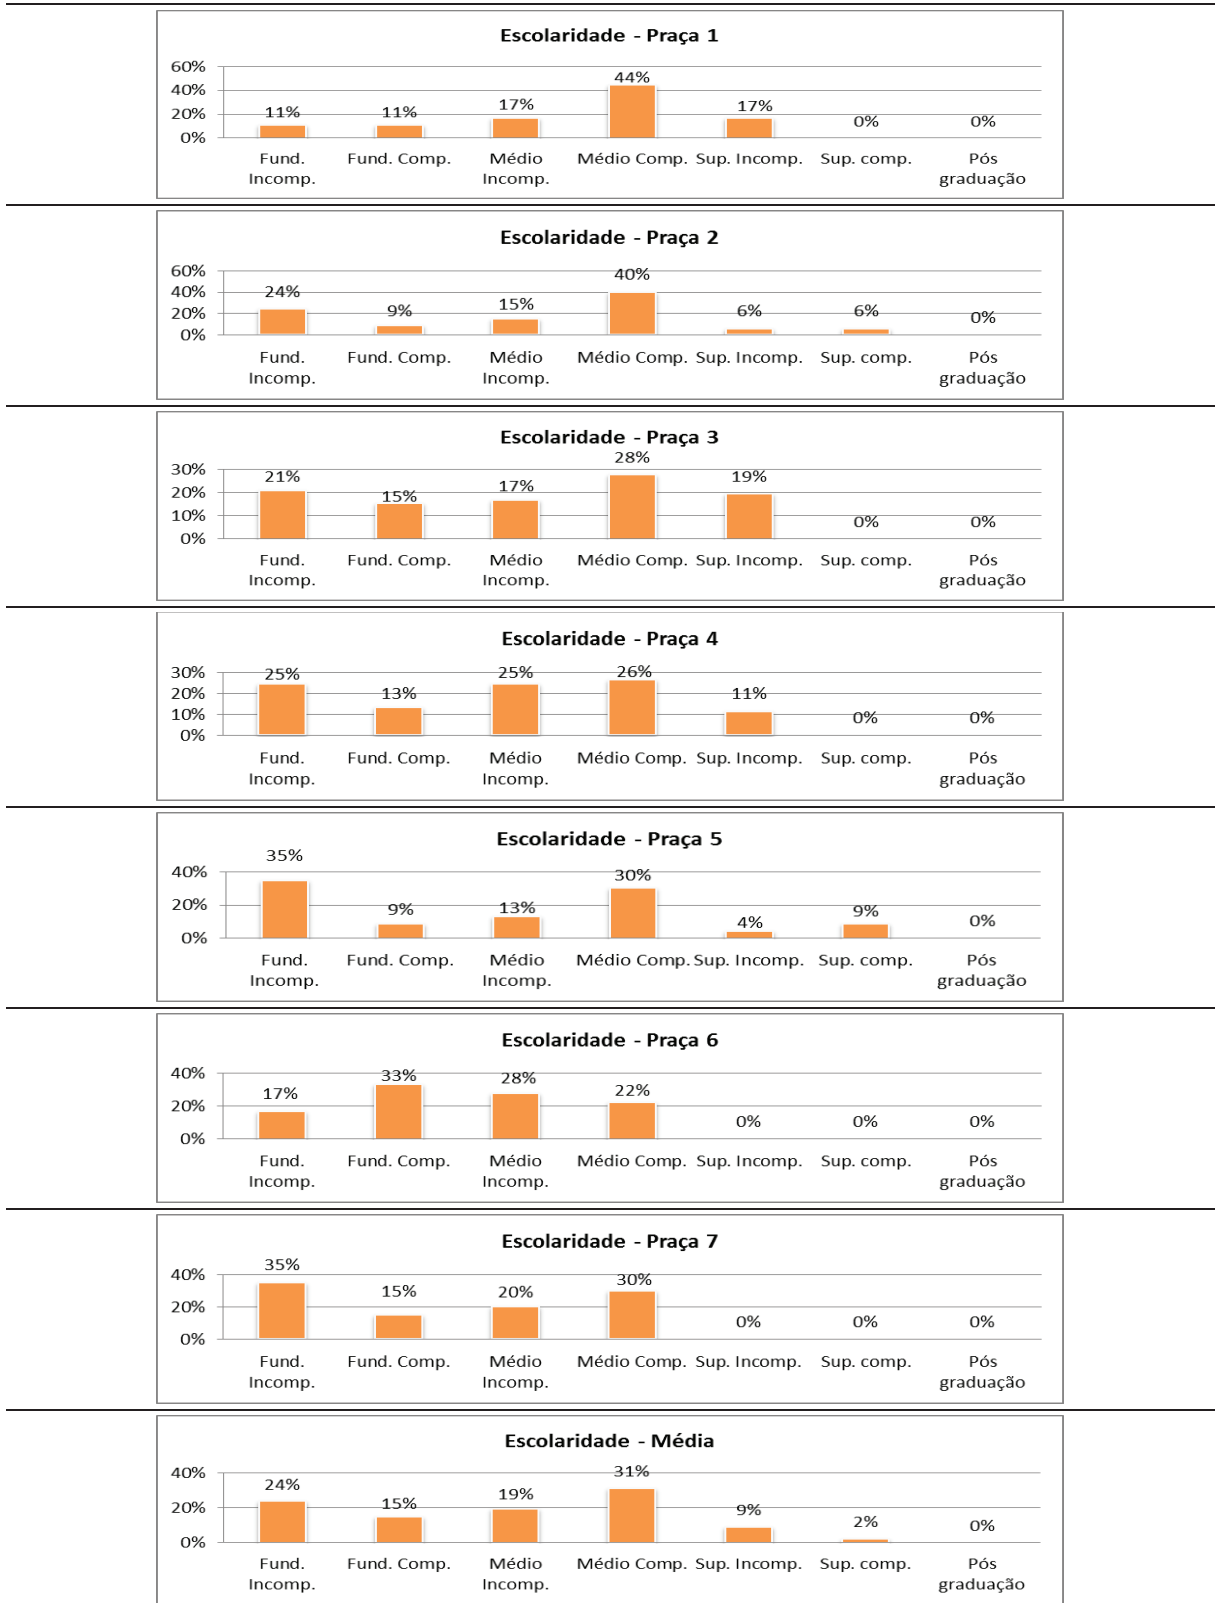 Escolaridade - Praça 1
60%
40%
20%
0%
11%
11%
17%
44%
17%
0%
0%
Fund. Incomp.
Fund. Comp.
Médio Incomp.
Médio Comp.
Sup. Incomp.
Sup. comp.
Pós graduação
Escolaridade - Praça 2
60%
40%
20%
0%
24%
9%
15%
40%
6%
6%
0%
Fund. Incomp.
Fund. Comp.
Médio Incomp.
Médio Comp.
Sup. Incomp.
Sup. comp.
Pós graduação
Escolaridade - Praça 3
30%
20%
10%
0%
21%
15%
17%
28%
19%
0%
0%
Fund. Incomp.
Fund. Comp.
Médio Incomp.
Médio Comp.
Sup. Incomp.
Sup. comp.
Pós graduação
Escolaridade - Praça 4
30%
20%
10%
0%
25%
13%
25%
26%
11%
0%
0%
Fund. Incomp.
Fund. Comp.
Médio Incomp.
Médio Comp.
Sup. Incomp.
Sup. comp.
Pós graduação
Escolaridade - Praça 5
40%
20%
0%
35%
9%
13%
30%
4%
9%
0%
Fund. Incomp.
Fund. Comp.
Médio Incomp.
Médio Comp.
Sup. Incomp.
Sup. comp.
Pós graduação
Escolaridade - Praça 6
40%
20%
0%
17%
33%
28%
22%
0%
0%
0%
Fund. Incomp.
Fund. Comp.
Médio Incomp.
Médio Comp.
Sup. Incomp.
Sup. comp.
Pós graduação
Escolaridade - Praça 7
40%
20%
0%
35%
15%
20%
30%
0%
0%
0%
Fund. Incomp.
Fund. Comp.
Médio Incomp.
Médio Comp.
Sup. Incomp.
Sup. comp.
Pós graduação
Escolaridade - Média
40%
20%
0%
24%
15%
19%
31%
9%
2%
0%
Fund. Incomp.
Fund. Comp.
Médio Incomp.
Médio Comp.
Sup. Incomp.
Sup. comp.
Pós graduação